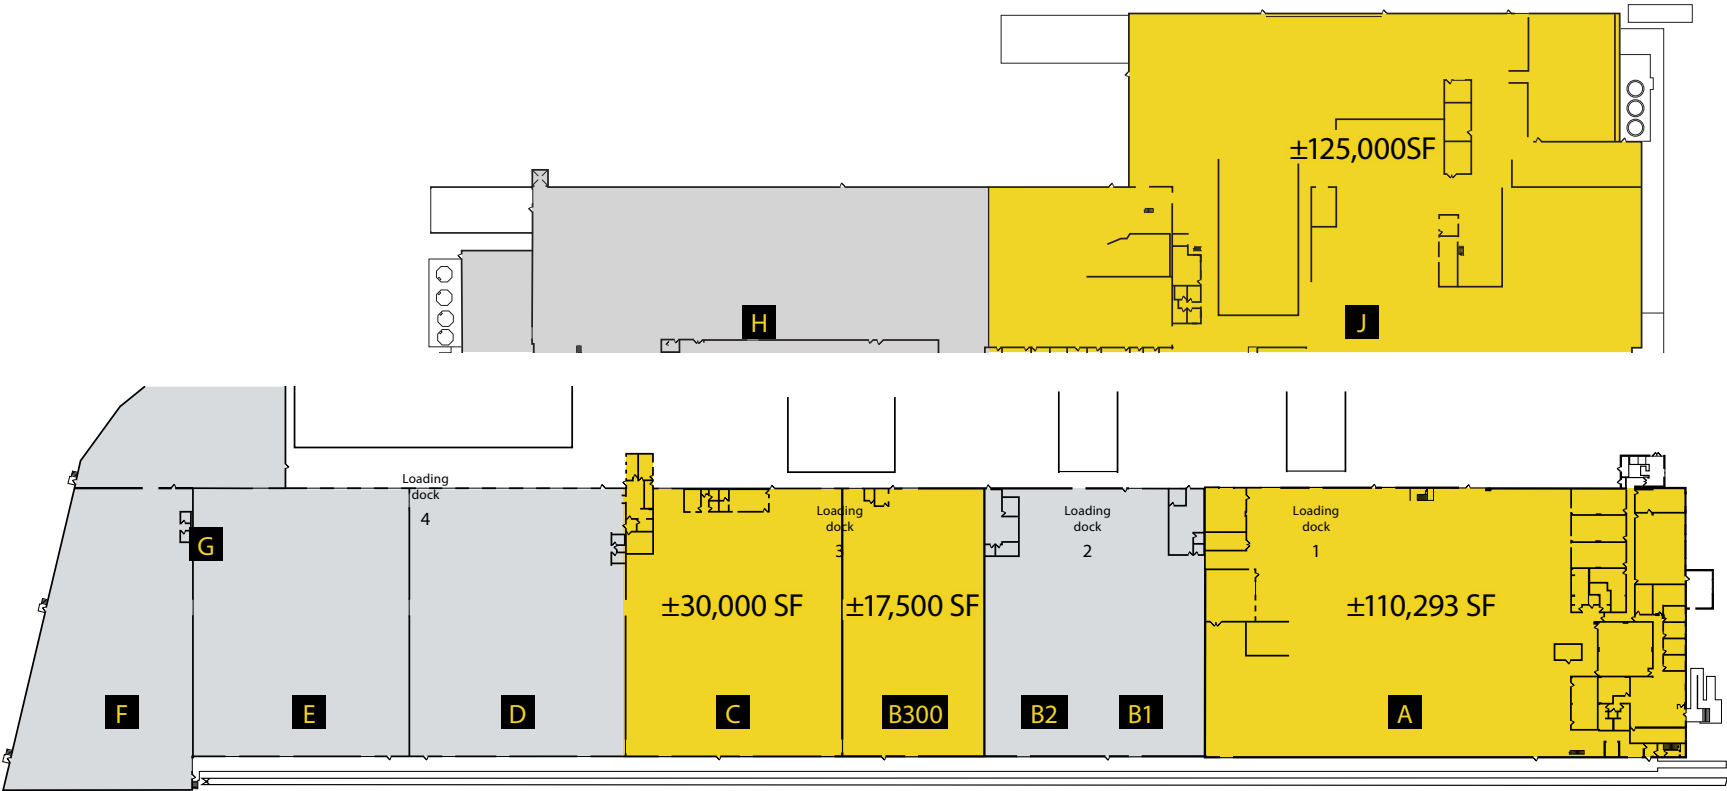 ±125,000SF
H
J
Loading
dock
4
Loading
dock
3
Loading
dock
2
Loading
dock
1
G
±30,000 SF
±17,500 SF
±110,293 SF
F
E
D
C
B300
B2
B1
A